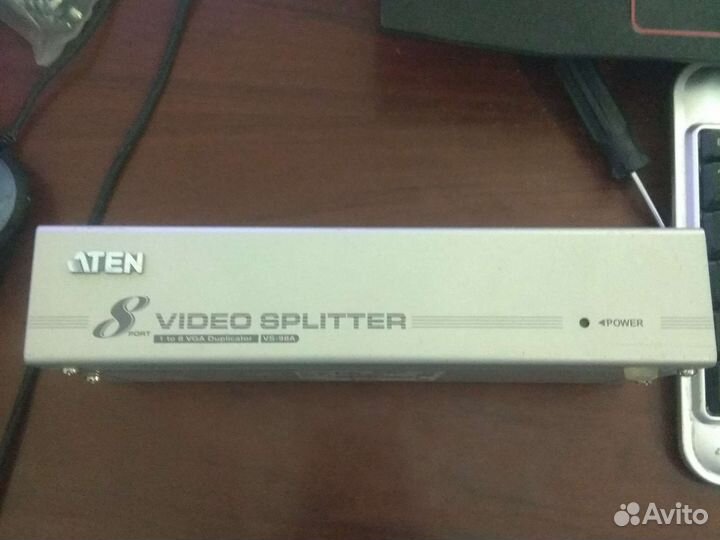 ATEN
8 PORT VIDEO SPLITTER
1 to 8 VGA Duplicator VS-98A
◄POWER
Avito